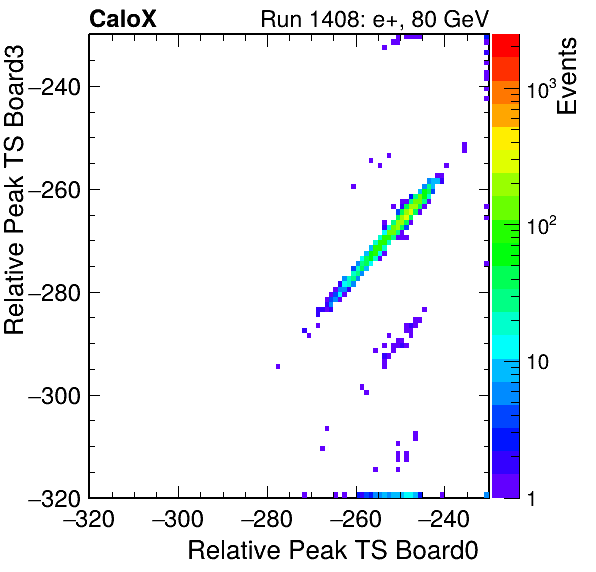 CaloX Run 1408: e+, 80 GeV
Relative Peak TS Board3
−240
−260
−280
−300
−320
−320 −300 −280 −260 −240
Relative Peak TS Board0
Events
10³
10²
10
1